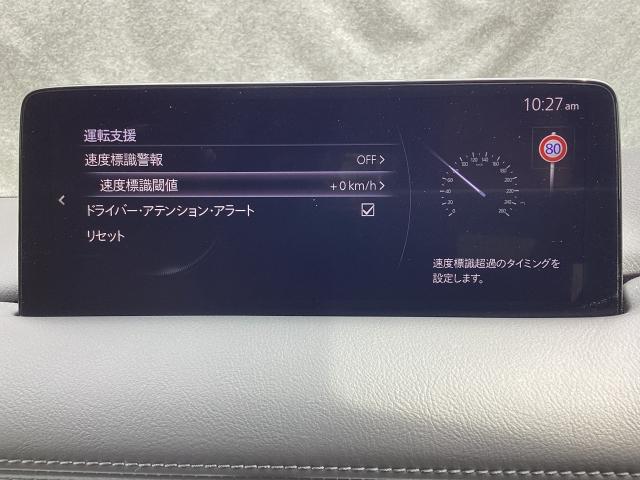 10:27 am
運転支援
速度標識警報 OFF
速度標識閾値 +0 km/h
ドライバー・アテンション・アラート
リセット
80
速度標識超過のタイミングを
設定します。